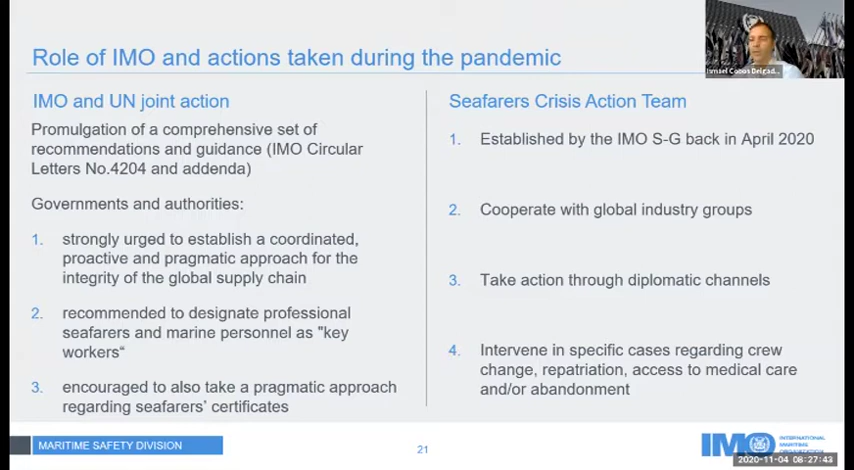 Role of IMO and actions taken during the pandemic
IMO and UN joint action
Promulgation of a comprehensive set of
recommendations and guidance (IMO Circular
Letters No.4204 and addenda)
Governments and authorities:
1. strongly urged to establish a coordinated,
proactive and pragmatic approach for the
integrity of the global supply chain
2. recommended to designate professional
seafarers and marine personnel as "key
workers“
3. encouraged to also take a pragmatic approach
regarding seafarers' certificates
Seafarers Crisis Action Team
1. Established by the IMO S-G back in April 2020
2. Cooperate with global industry groups
3. Take action through diplomatic channels
4. Intervene in specific cases regarding crew
change, repatriation, access to medical care
and/or abandonment
Ismael Cobos Delgad...
MARITIME SAFETY DIVISION
21
IMO
INTERNATIONAL
MARITIME
ORGANIZATION
2020-11-04 08:27:43